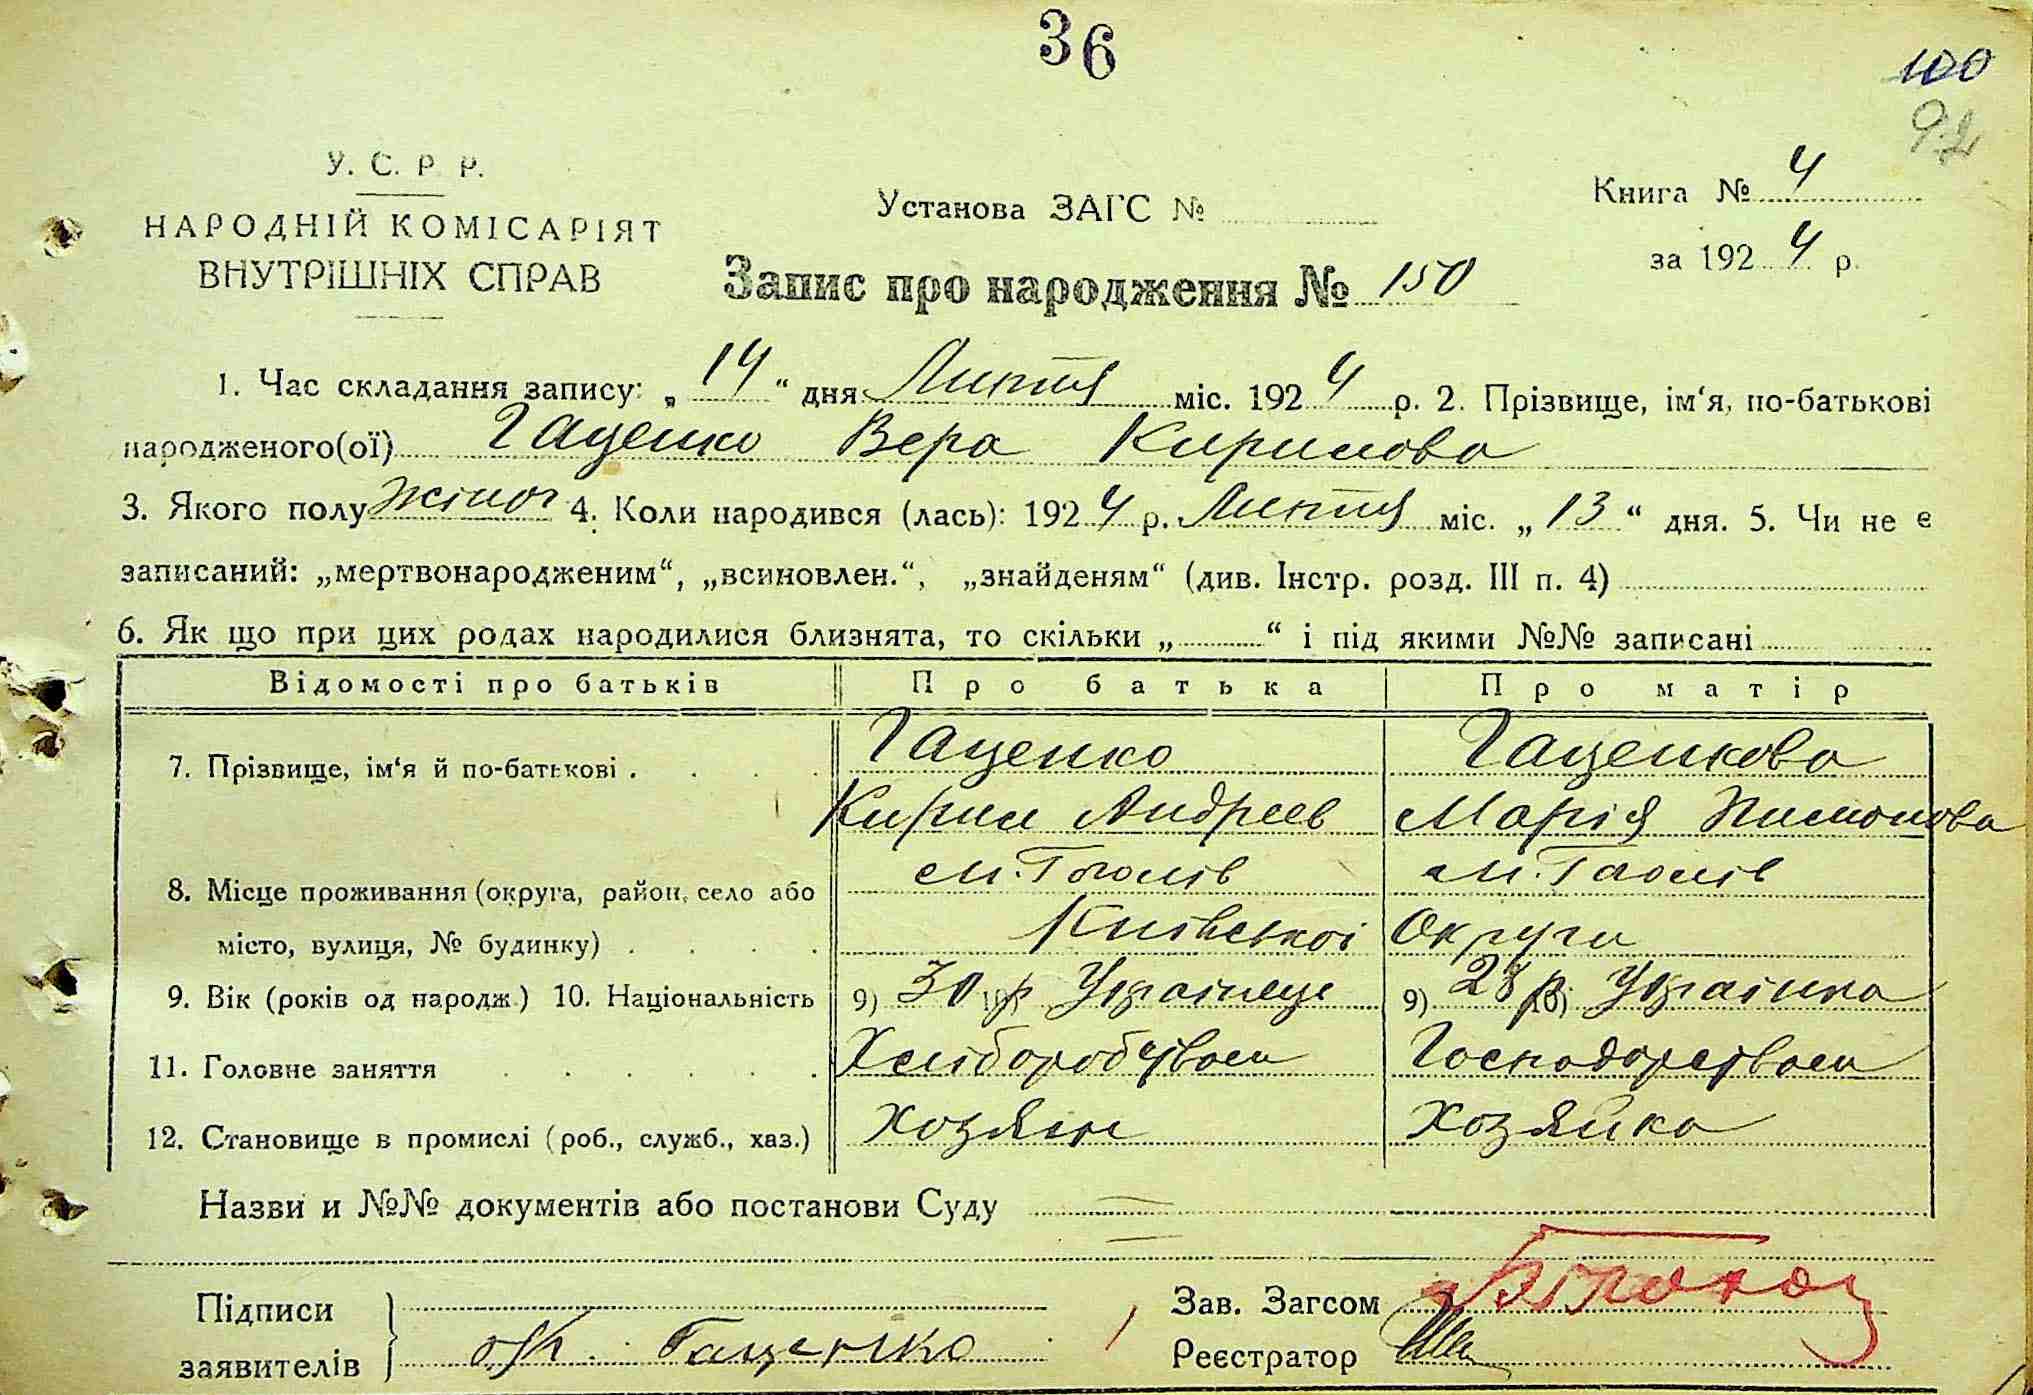 36
100
92
У. С. Р. Р.
НАРОДНІЙ КОМІСАРІЯТ
ВНУТРІШНІХ СПРАВ
Установа ЗАГС №
Книга № 4
за 1924 р.
Запис про народження № 150
1. Час складання запису: „14“ дня Липня міс. 1924 р. 2. Прізвище, ім‘я, по-батькові
народженого(ої) Гаценко Вера Кирилова
3. Якого полу жіноч 4. Коли народився (лась): 1924 р. Липня міс. „13“ дня. 5. Чи не є
записаний: „мертвонародженим“, „всиновлен.“, „знайденям“ (див. Інстр. розд. III п. 4)
6. Як що при цих родах народилися близнята, то скільки „ “ і під якими №№ записані
Відомості про батьків Про батька Про матір
7. Прізвище, ім‘я й по-батькові . Гаценко Гаценкова
Кирил Андреев Марія Пимонова
8. Місце проживання (округа, район, село або м. Гоголів м. Гоголів
місто, вулиця, № будинку) Київської Округи
9. Вік (років од народж.) 10. Національність 9) 30 р Українець 9) 28 р 10) Українка
11. Головне заняття Хліборобством Господарством
12. Становище в промислі (роб., служб., хаз.) Хозяін Хозяйка
Назви и №№ документів або постанови Суду
Підписи
заявителів К. Гаценко
Зав. Загсом
Реєстратор